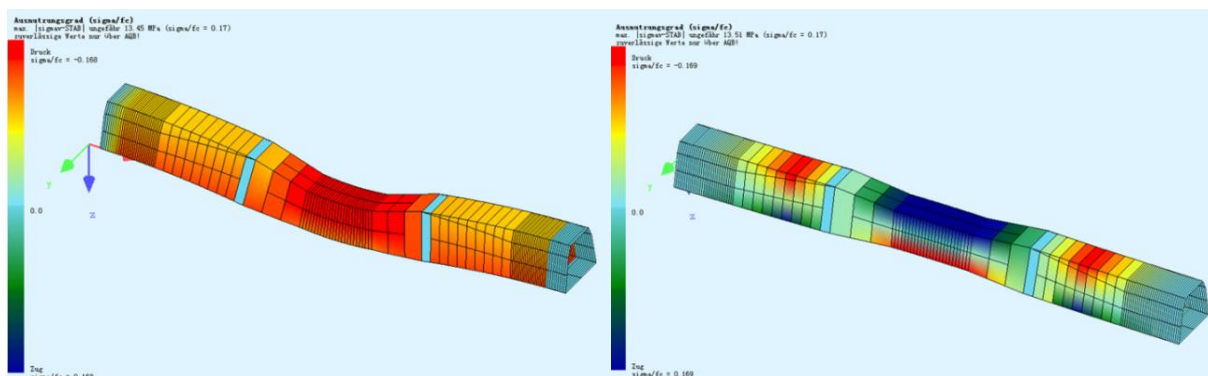 Ausnutzungsgrad (sigma/fc)
max. |sigmev-STAB| ungefähr 13.45 MPa (sigma/fc = 0.17)
zuverlässige Werte nur über AQB!
Druck
sigma/fc = -0.168
y
z
0.0
Zug
Ausnutzungsgrad (sigma/fc)
max. |sigmev-STAB| ungefähr 13.51 MPa (sigma/fc = 0.17)
zuverlässige Werte nur über AQB!
Druck
sigma/fc = -0.169
y
z
0.0
Zug
sigma/fc = 0.169